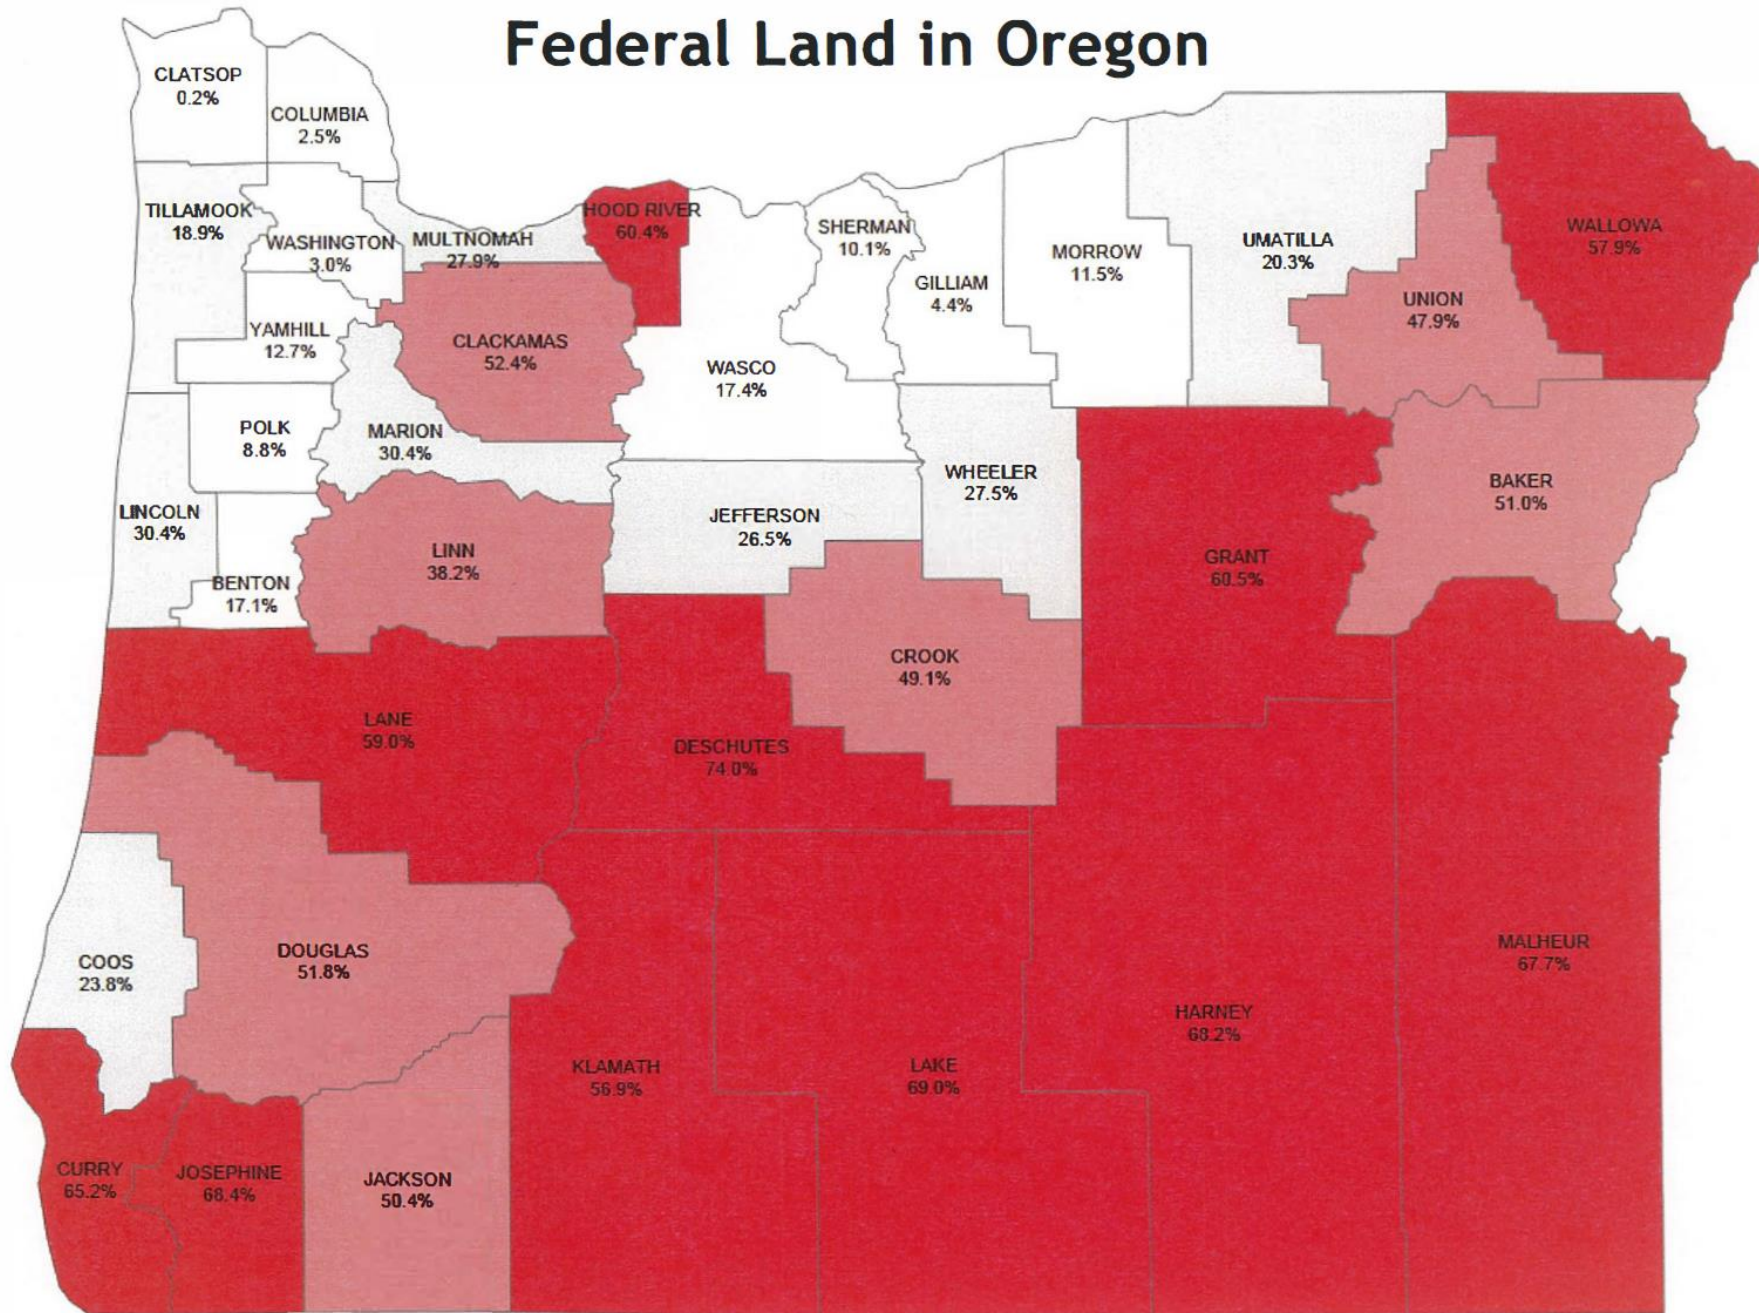 Federal Land in Oregon
CLATSOP
0.2%
COLUMBIA
2.5%
TILLAMOOK
18.9%
WASHINGTON
3.0%
MULTNOMAH
27.9%
HOOD RIVER
60.4%
SHERMAN
10.1%
GILLIAM
4.4%
MORROW
11.5%
UMATILLA
20.3%
UNION
47.9%
WALLOWA
57.9%
YAMHILL
12.7%
CLACKAMAS
52.4%
WASCO
17.4%
POLK
8.8%
MARION
30.4%
WHEELER
27.5%
BAKER
51.0%
LINCOLN
30.4%
JEFFERSON
26.5%
LINN
38.2%
GRANT
60.5%
BENTON
17.1%
CROOK
49.1%
LANE
59.0%
DESCHUTES
74.0%
COOS
23.8%
DOUGLAS
51.8%
MALHEUR
67.7%
HARNEY
68.2%
KLAMATH
56.9%
LAKE
69.0%
CURRY
65.2%
JOSEPHINE
68.4%
JACKSON
50.4%